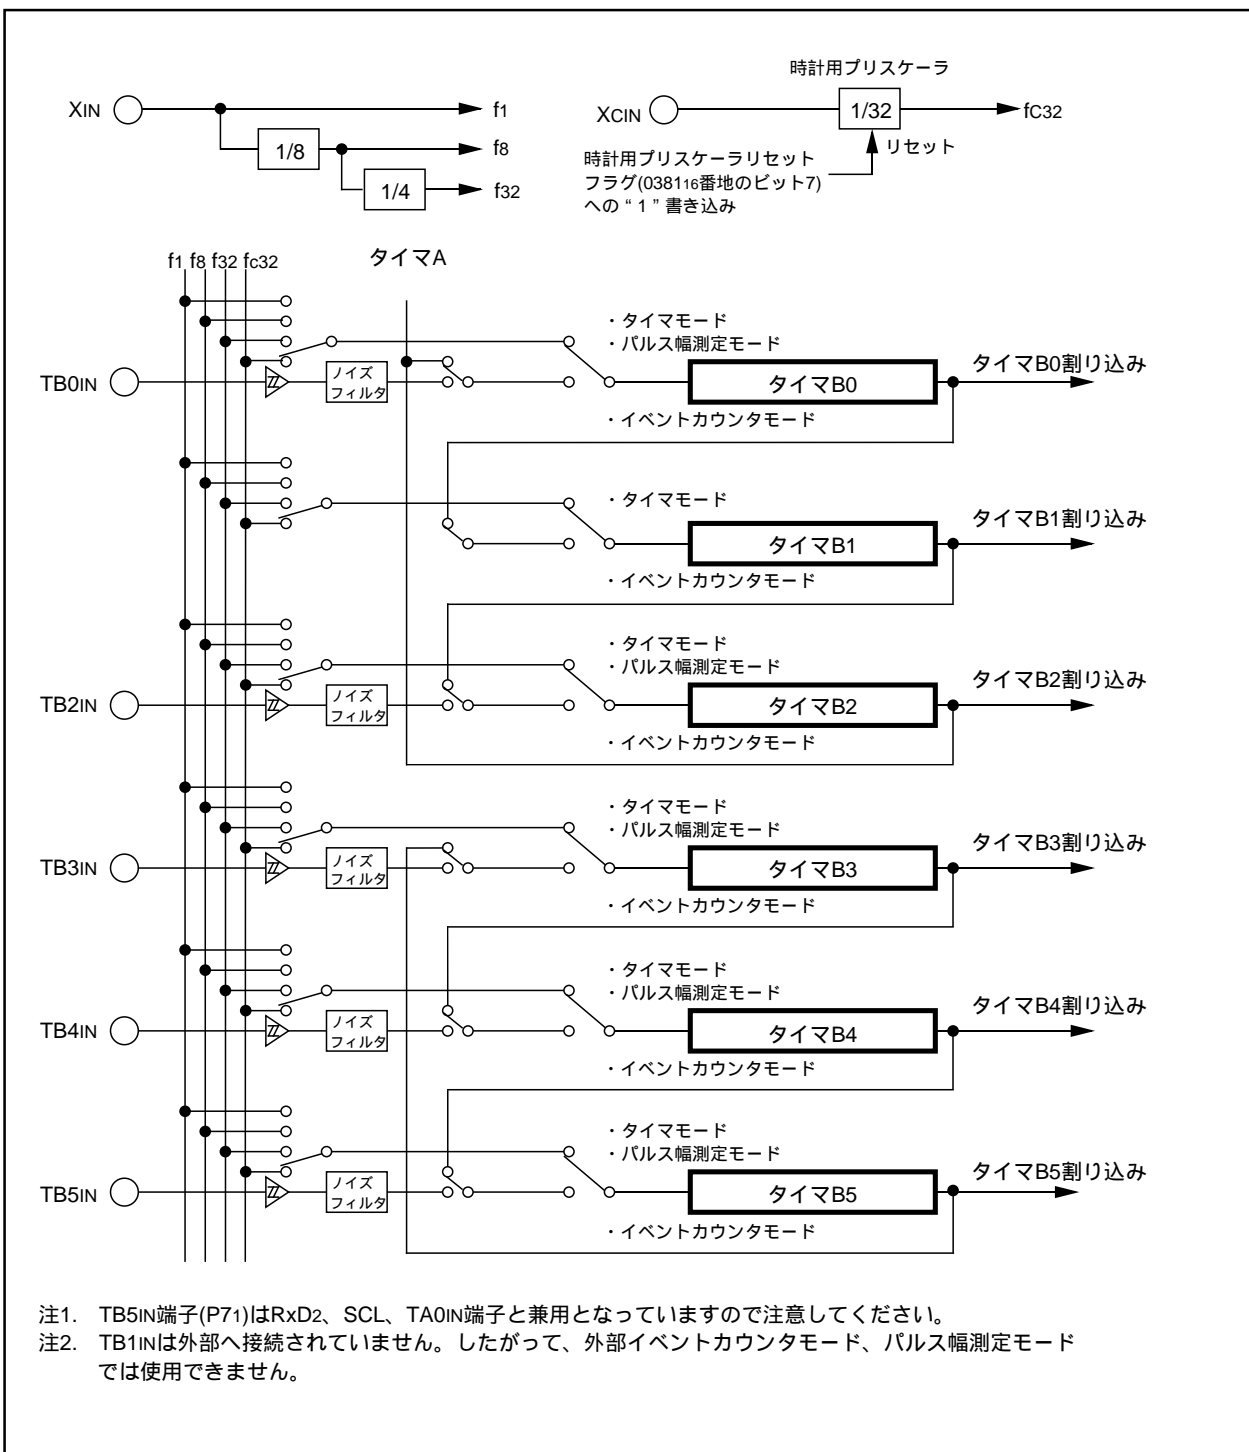 時計用プリスケーラ
XIN
f1
XCIN
1/32
fC32
1/8
f8
リセット
1/4
f32
時計用プリスケーラリセット
フラグ(038116番地のビット7)
への“1”書き込み
f1 f8 f32 fc32
タイマA
・タイマモード
・パルス幅測定モード
TB0IN
ノイズ
フィルタ
タイマB0
タイマB0割り込み
・イベントカウンタモード
・タイマモード
タイマB1
タイマB1割り込み
・イベントカウンタモード
・タイマモード
・パルス幅測定モード
TB2IN
ノイズ
フィルタ
タイマB2
タイマB2割り込み
・イベントカウンタモード
・タイマモード
・パルス幅測定モード
TB3IN
ノイズ
フィルタ
タイマB3
タイマB3割り込み
・イベントカウンタモード
・タイマモード
・パルス幅測定モード
TB4IN
ノイズ
フィルタ
タイマB4
タイマB4割り込み
・イベントカウンタモード
・タイマモード
・パルス幅測定モード
TB5IN
ノイズ
フィルタ
タイマB5
タイマB5割り込み
・イベントカウンタモード
注1. TB5IN端子(P71)はRxD2、SCL、TA0IN端子と兼用となっていますので注意してください。
注2. TB1INは外部へ接続されていません。したがって、外部イベントカウンタモード、パルス幅測定モード
では使用できません。